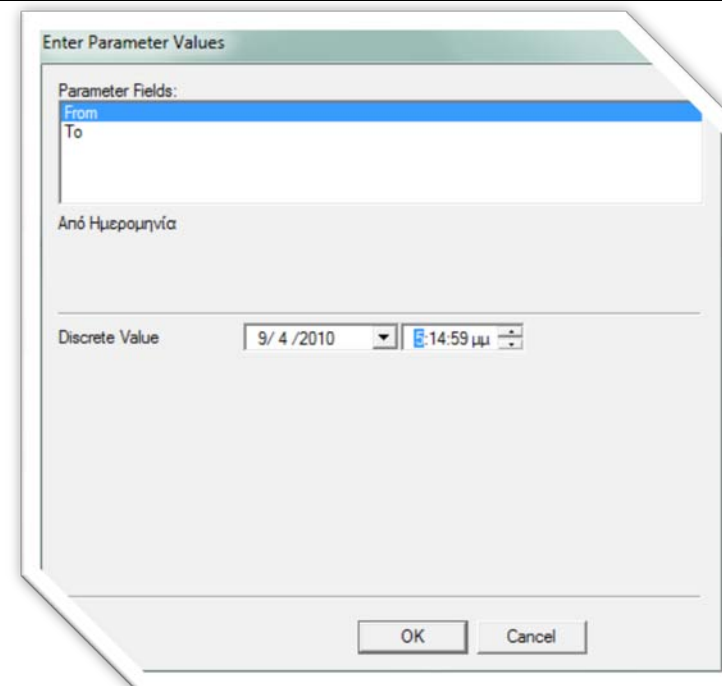 Enter Parameter Values
Parameter Fields:
From
To
Από Ημερομηνία
Discrete Value 9/ 4 /2010 5:14:59 μμ
OK Cancel